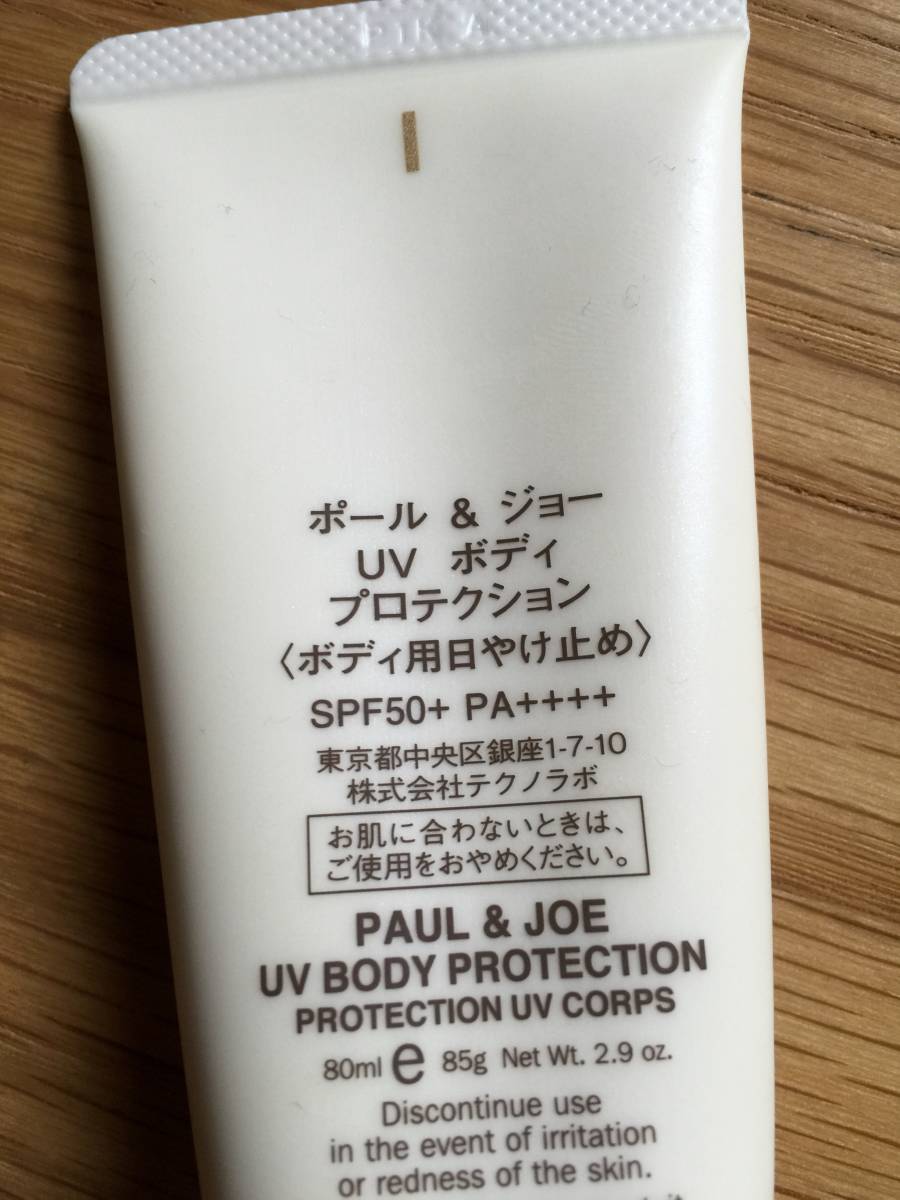 ポール & ジョー
UV ボディ
プロテクション
〈ボディ用日やけ止め〉
SPF50+ PA++++
東京都中央区銀座1-7-10
株式会社テクノラボ
お肌に合わないときは、
ご使用をおやめください。
PAUL & JOE
UV BODY PROTECTION
PROTECTION UV CORPS
80ml e 85g Net Wt. 2.9 oz.
Discontinue use
in the event of irritation
or redness of the skin.